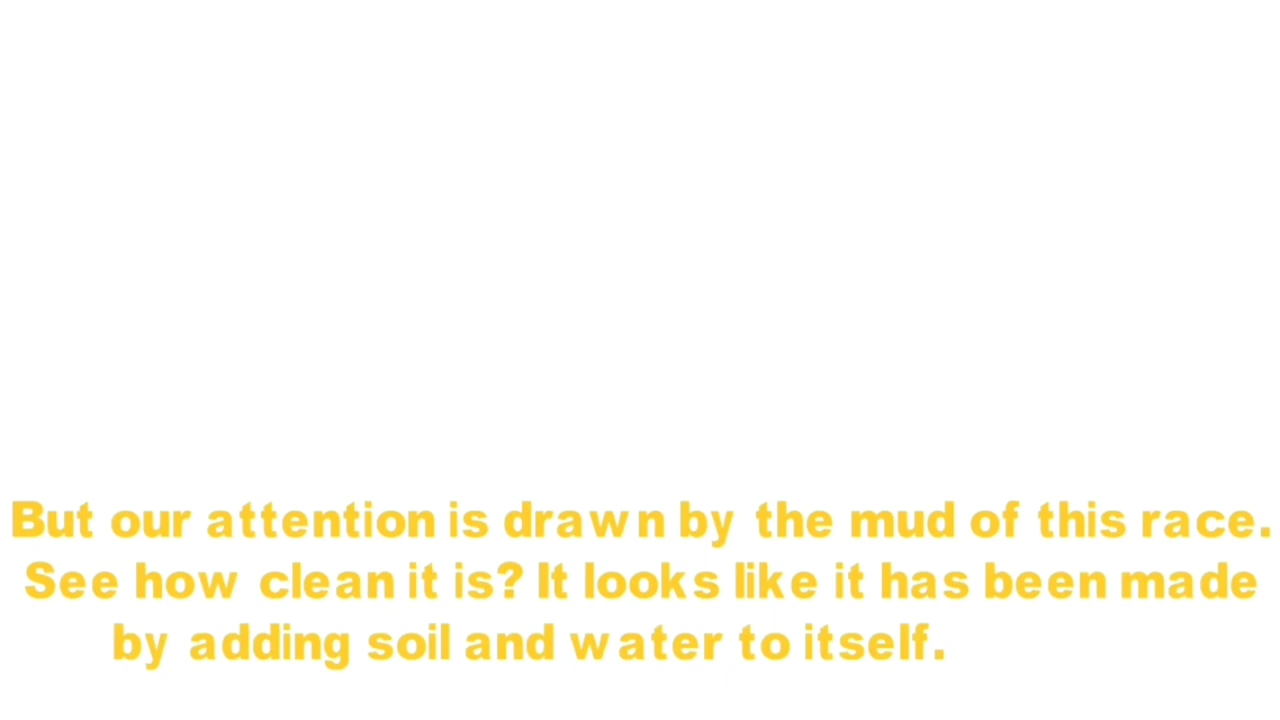 But our attention is drawn by the mud of this race.
See how clean it is? It looks like it has been made
by adding soil and water to itself.